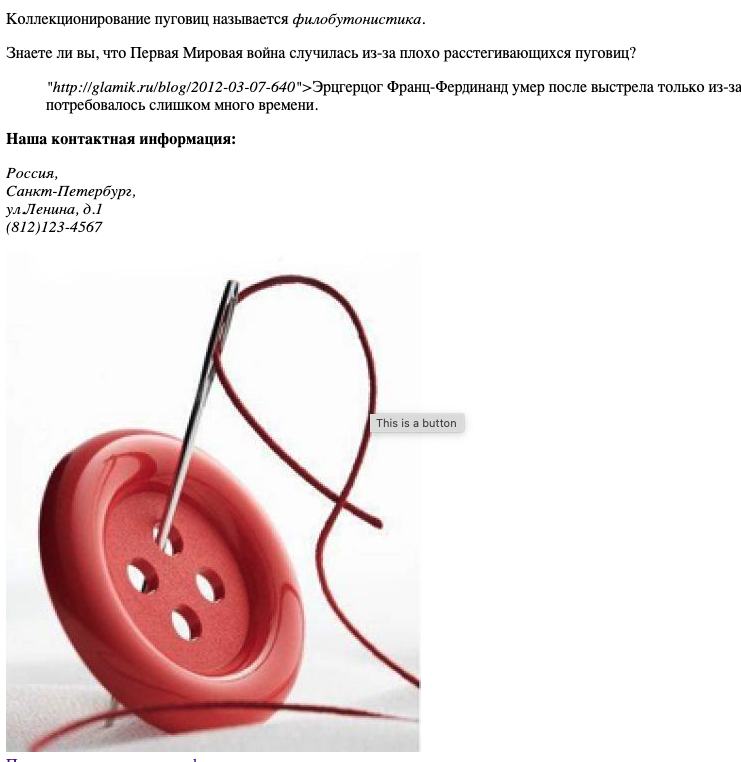 Коллекционирование пуговиц называется филобутонистика.
Знаете ли вы, что Первая Мировая война случилась из-за плохо расстегивающихся пуговиц?
"http://glamik.ru/blog/2012-03-07-640">Эрцгерцог Франц-Фердинанд умер после выстрела только из-за
потребовалось слишком много времени.
Наша контактная информация:
Россия,
Санкт-Петербург,
ул.Ленина, д.1
(812)123-4567
This is a button